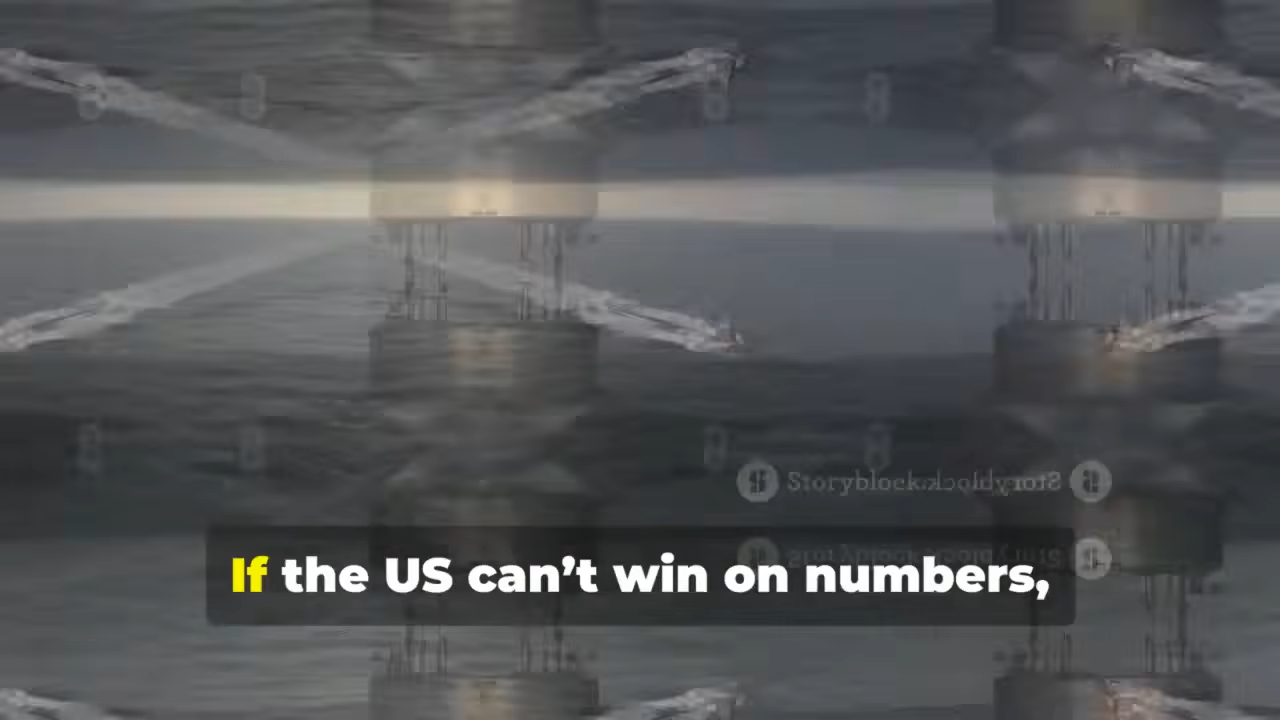 Storyblocks
If the US can’t win on numbers,